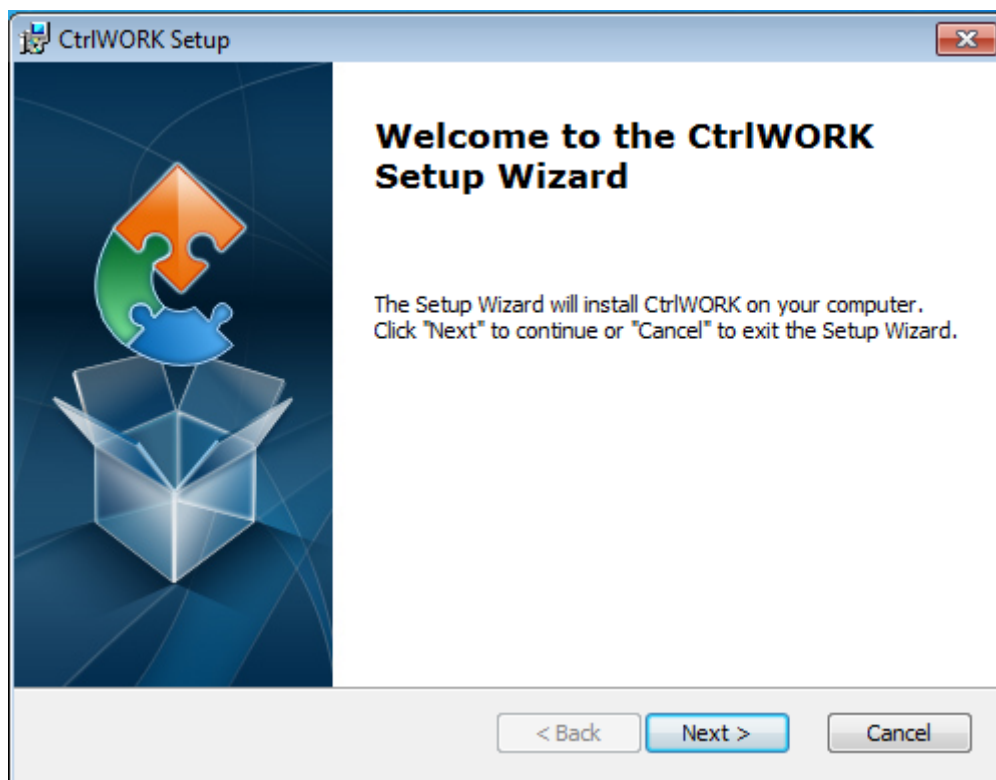 CtrlWORK Setup
Welcome to the CtrlWORK
Setup Wizard
The Setup Wizard will install CtrlWORK on your computer.
Click "Next" to continue or "Cancel" to exit the Setup Wizard.
< Back
Next >
Cancel